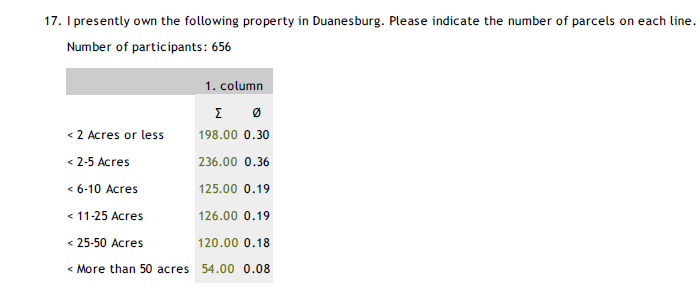 17. I presently own the following property in Duanesburg. Please indicate the number of parcels on each line.
Number of participants: 656
1. column
Σ Ø
< 2 Acres or less 198.00 0.30
< 2-5 Acres 236.00 0.36
< 6-10 Acres 125.00 0.19
< 11-25 Acres 126.00 0.19
< 25-50 Acres 120.00 0.18
< More than 50 acres 54.00 0.08